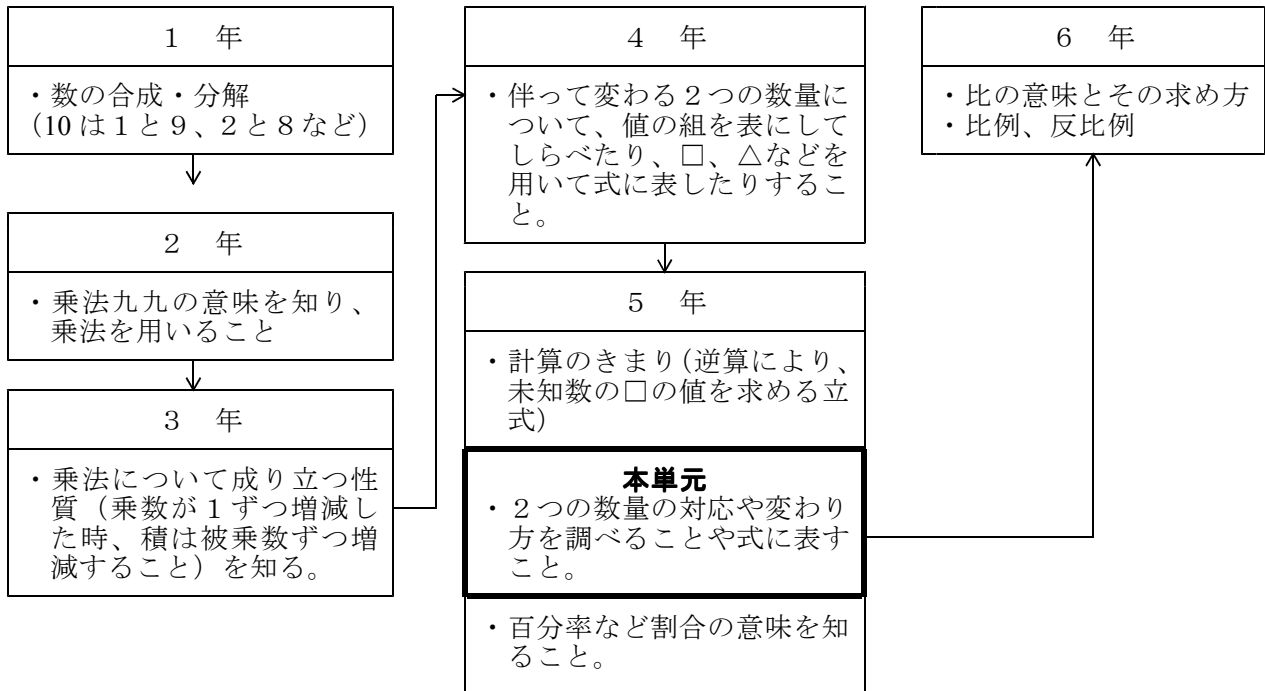 １ 年
・数の合成・分解
（10 は１と９、２と８など）
２ 年
・乗法九九の意味を知り、
乗法を用いること
３ 年
・乗法について成り立つ性
質（乗数が１ずつ増減し
た時、積は被乗数ずつ増
減すること）を知る。
４ 年
・伴って変わる２つの数量に
ついて、値の組を表にして
しらべたり、□、△などを
用いて式に表したりするこ
と。
５ 年
・計算のきまり（逆算により、
未知数の□の値を求める立
式）
本単元
・２つの数量の対応や変わり
方を調べることや式に表す
こと。
・百分率など割合の意味を知
ること。
６ 年
・比の意味とその求め方
・比例、反比例